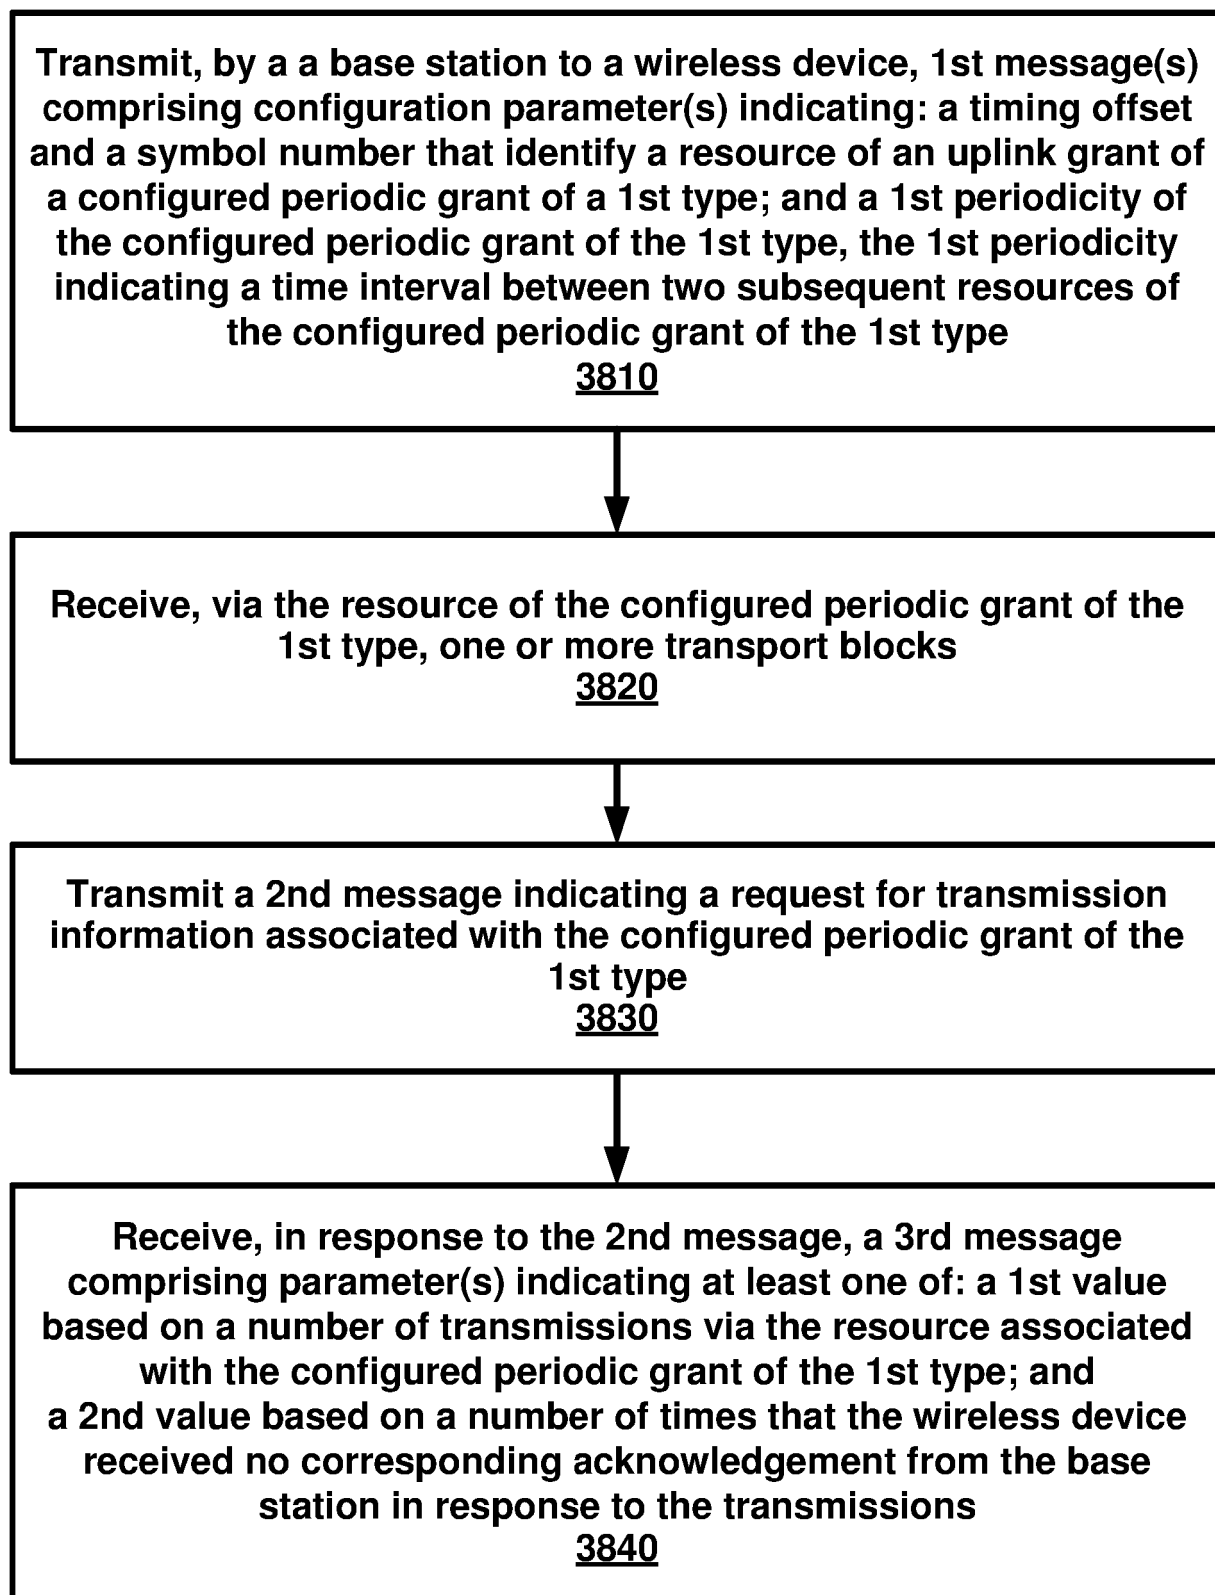 Transmit, by a a base station to a wireless device, 1st message(s)
comprising configuration parameter(s) indicating: a timing offset
and a symbol number that identify a resource of an uplink grant of
a configured periodic grant of a 1st type; and a 1st periodicity of
the configured periodic grant of the 1st type, the 1st periodicity
indicating a time interval between two subsequent resources of
the configured periodic grant of the 1st type
3810
Receive, via the resource of the configured periodic grant of the
1st type, one or more transport blocks
3820
Transmit a 2nd message indicating a request for transmission
information associated with the configured periodic grant of the
1st type
3830
Receive, in response to the 2nd message, a 3rd message
comprising parameter(s) indicating at least one of: a 1st value
based on a number of transmissions via the resource associated
with the configured periodic grant of the 1st type; and
a 2nd value based on a number of times that the wireless device
received no corresponding acknowledgement from the base
station in response to the transmissions
3840